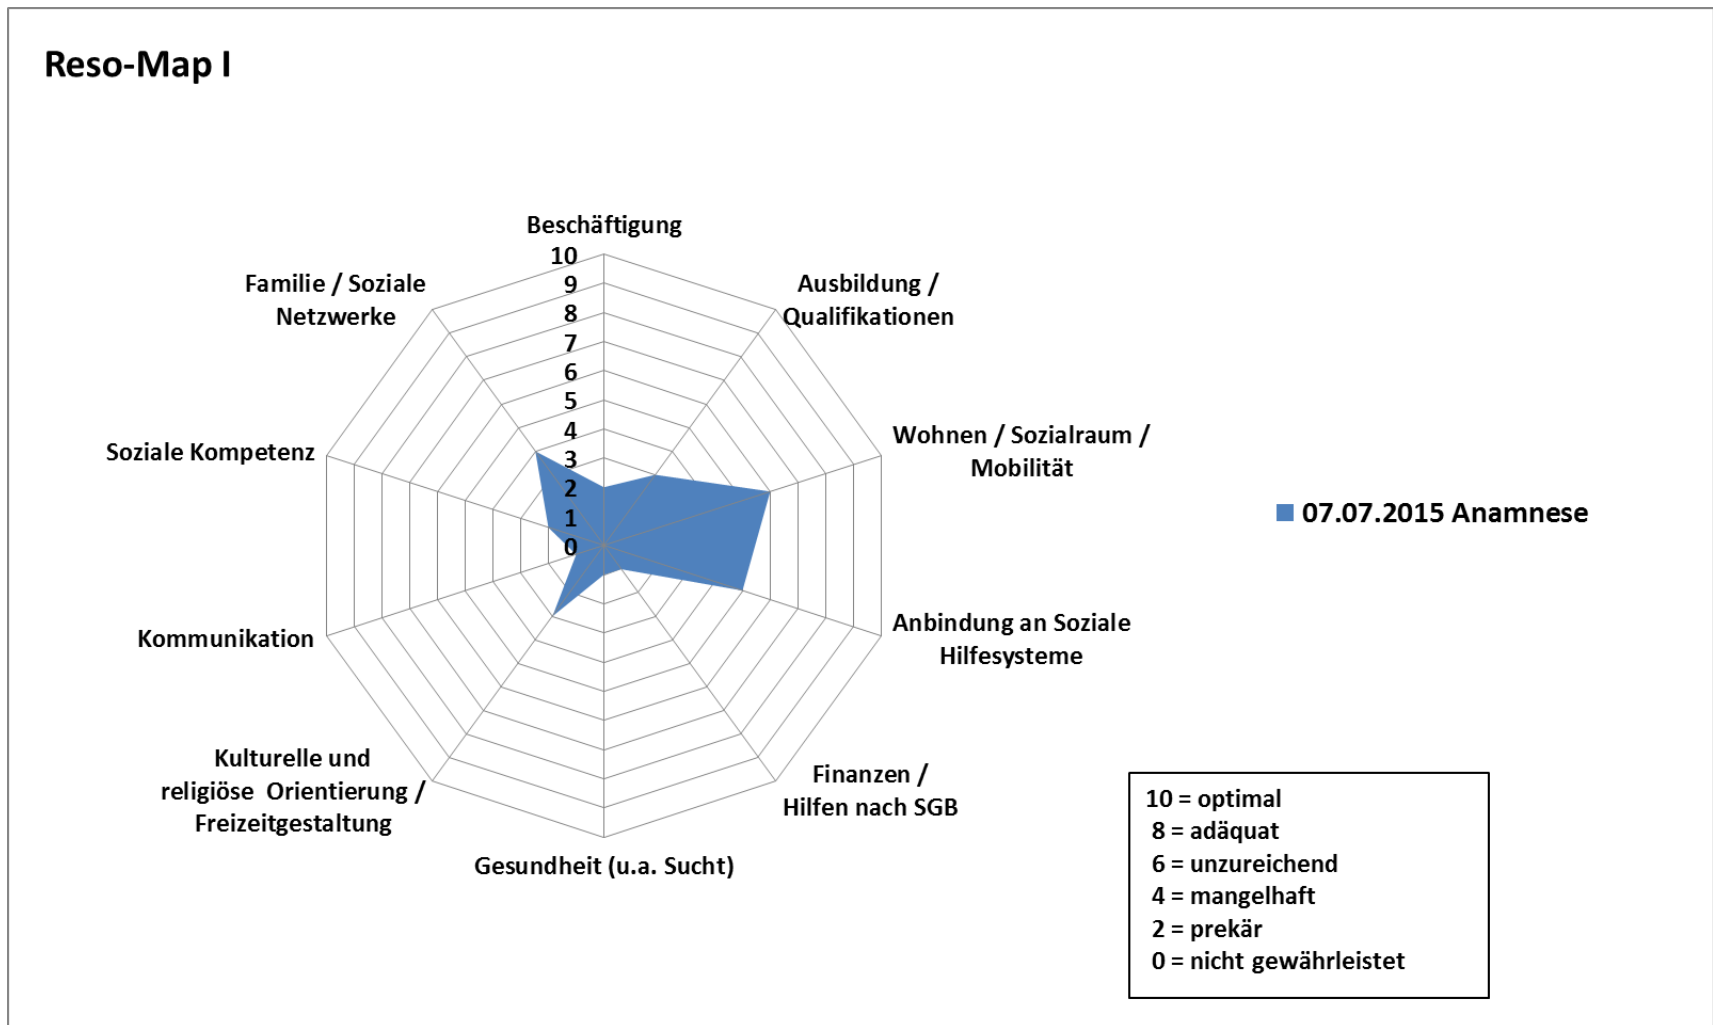 Reso-Map I
Beschäftigung
10
9
8
7
6
5
4
3
2
1
0
Ausbildung /
Qualifikationen
Wohnen / Sozialraum /
Mobilität
Anbindung an Soziale
Hilfesysteme
Finanzen /
Hilfen nach SGB
Gesundheit (u.a. Sucht)
Kulturelle und
religiöse Orientierung /
Freizeitgestaltung
Kommunikation
Soziale Kompetenz
Familie / Soziale
Netzwerke
07.07.2015 Anamnese
10 = optimal
8 = adäquat
6 = unzureichend
4 = mangelhaft
2 = prekär
0 = nicht gewährleistet